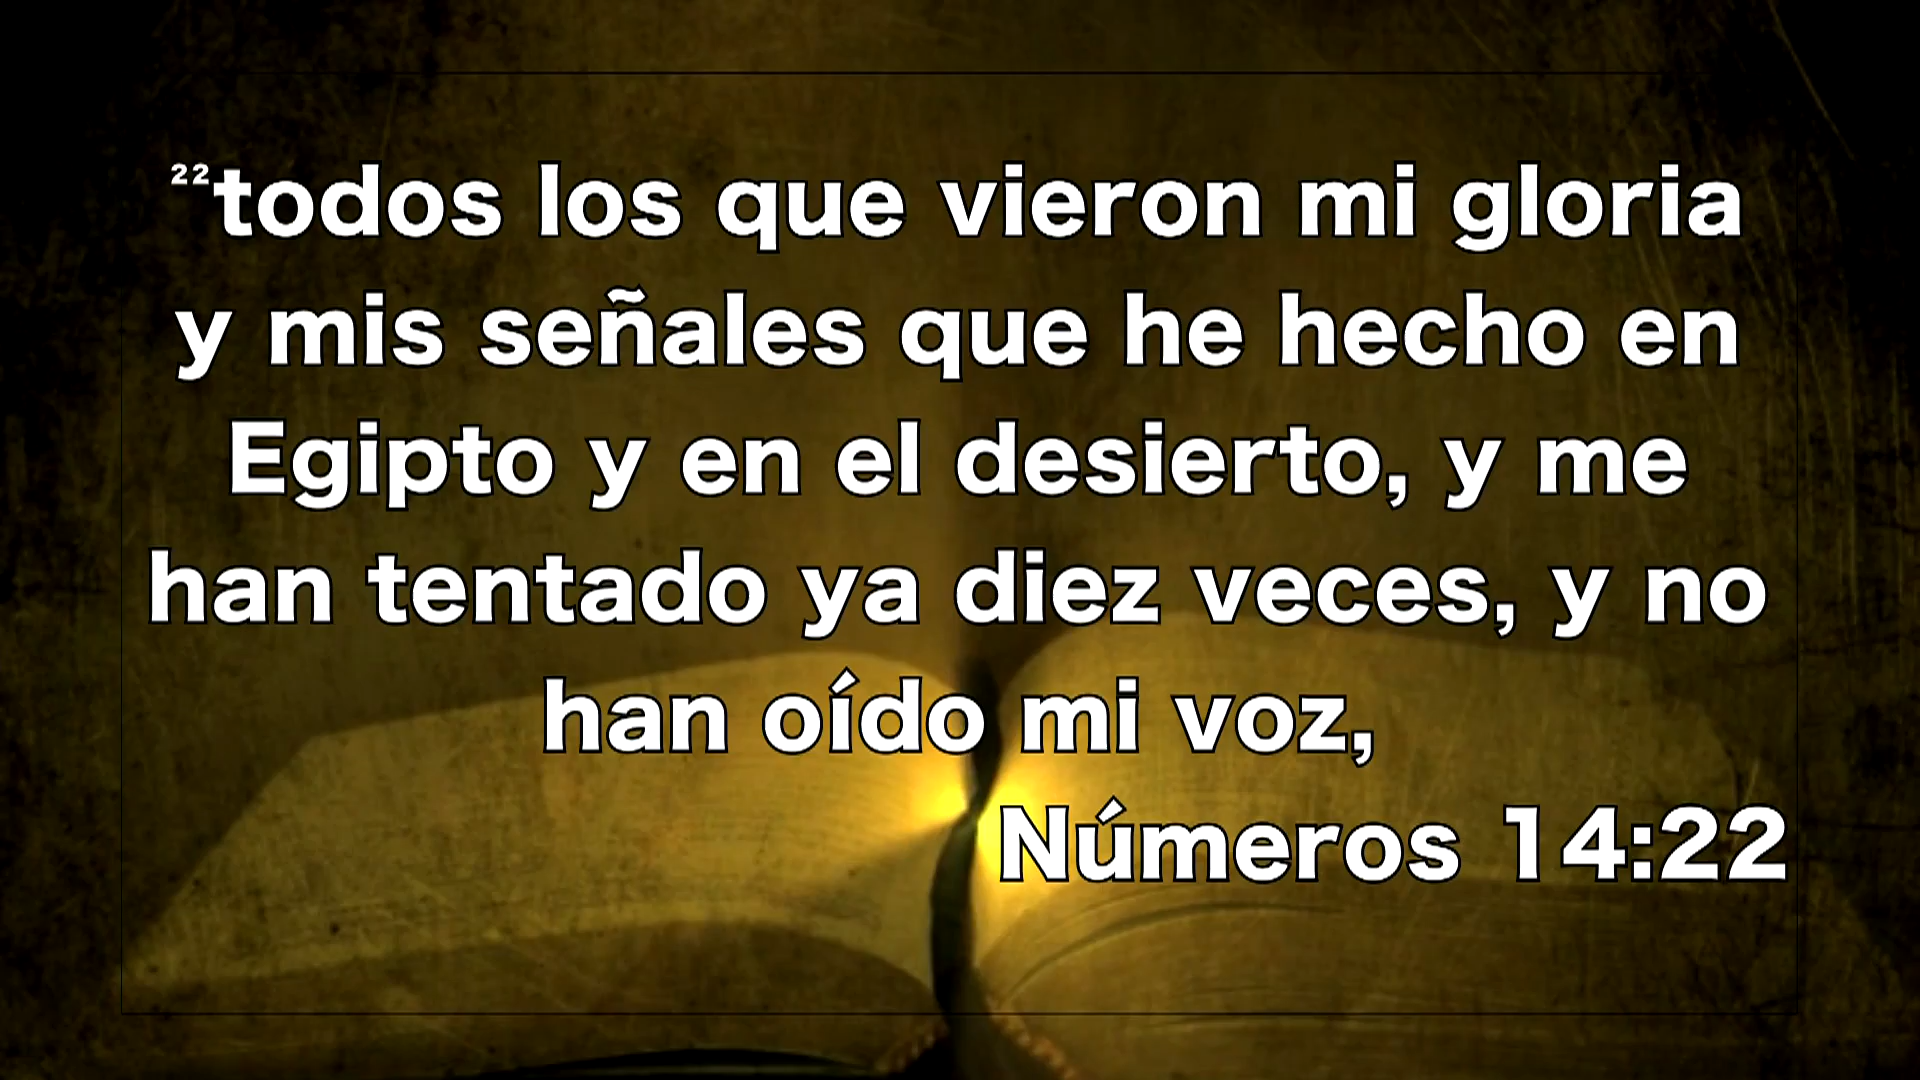 ²²todos los que vieron mi gloria
y mis señales que he hecho en
Egipto y en el desierto, y me
han tentado ya diez veces, y no
han oído mi voz,
Números 14:22